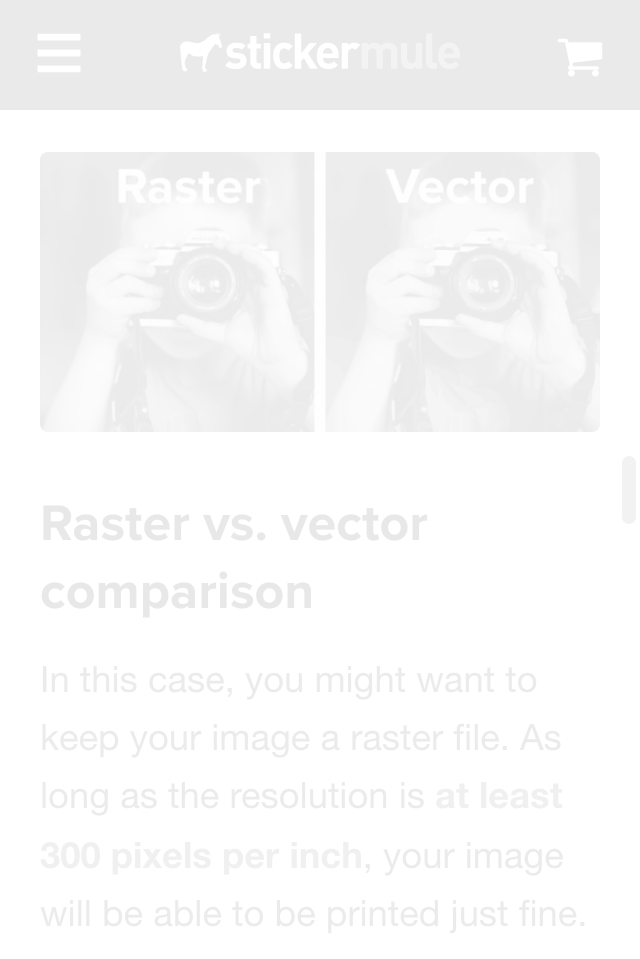 stickermule
Raster
Vector
Raster vs. vector
comparison
In this case, you might want to
keep your image a raster file. As
long as the resolution is at least
300 pixels per inch, your image
will be able to be printed just fine.